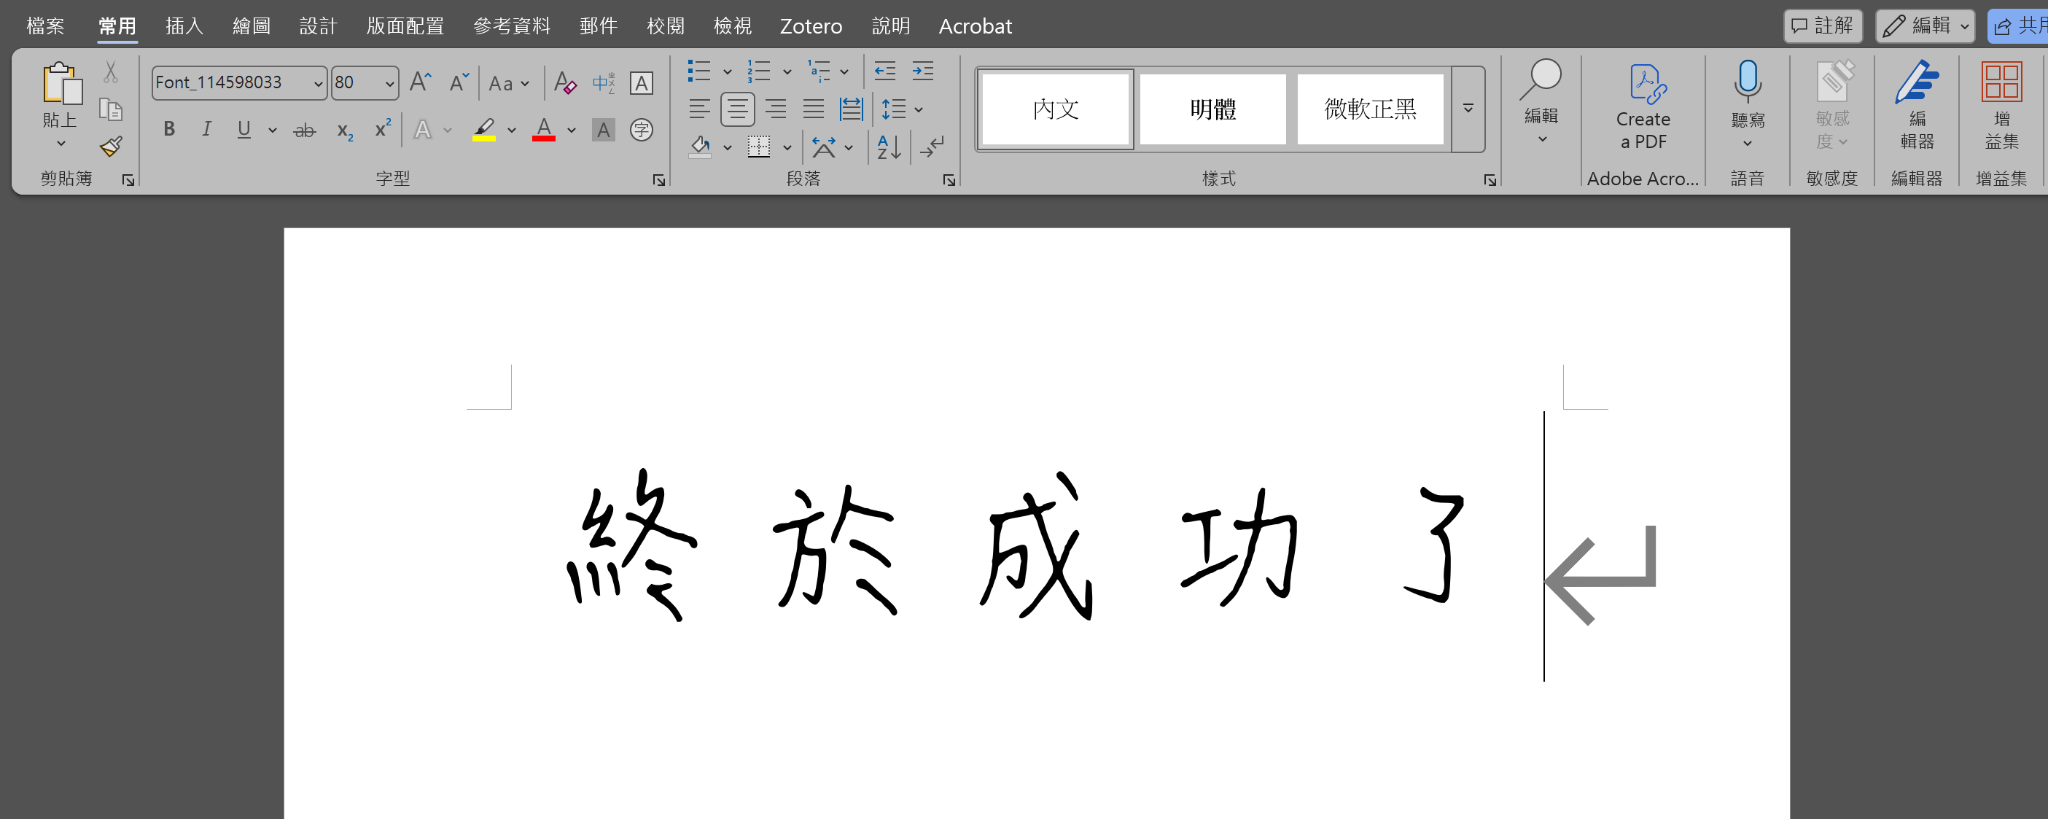 檔案 常用 插入 繪圖 設計 版面配置 參考資料 郵件 校閱 檢視 Zotero 說明 Acrobat 註解 編輯
Font_114598033 80 Aa 內文 明體 微軟正黑
貼上 編輯 Create a PDF 聽寫 敏感度 編輯器 增益集
剪貼簿 字型 段落 樣式 Adobe Acro... 語音 敏感度 編輯器 增益集
終於成功了